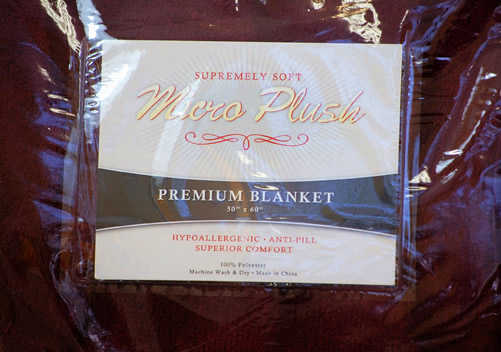 SUPREMELY SOFT
Micro Plush
PREMIUM BLANKET
50" x 60"
HYPOALLERGENIC • ANTI-PILL
SUPERIOR COMFORT
100% Polyester
Machine Wash & Dry • Made in China